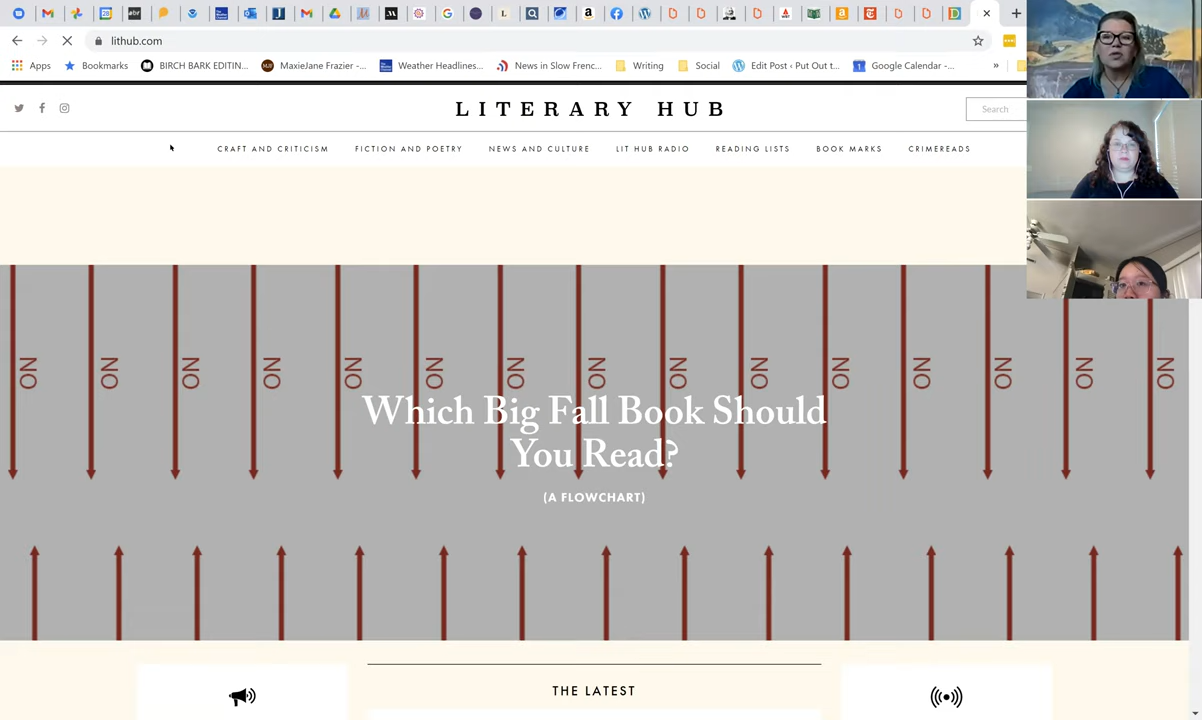 lithub.com
Apps
Bookmarks
BIRCH BARK EDITIN...
MaxieJane Frazier -...
Weather Headlines...
News in Slow Frenc...
Writing
Social
Edit Post ‹ Put Out t...
Google Calendar -...
»
LITERARY HUB
Search
CRAFT AND CRITICISM
FICTION AND POETRY
NEWS AND CULTURE
LIT HUB RADIO
READING LISTS
BOOK MARKS
CRIMEREADS
NO NO NO NO NO NO NO NO NO NO NO NO NO NO NO
Which Big Fall Book Should
You Read?
(A FLOWCHART)
THE LATEST